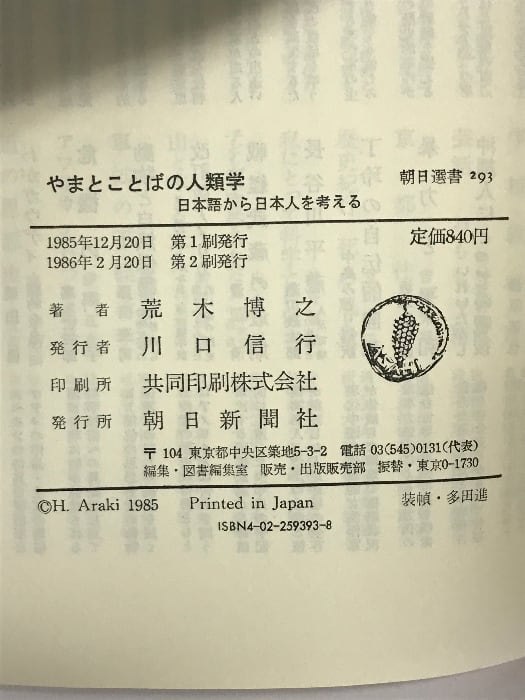 やまとことばの人類学　朝日選書 293
日本語から日本人を考える
1985年12月20日　第1刷発行　定価840円
1986年2月20日　第2刷発行
著者　荒木博之
発行者　川口信行
印刷所　共同印刷株式会社
発行所　朝日新聞社
〒104 東京都中央区築地5-3-2　電話 03(545)0131(代表)
編集・図書編集室　販売・出版販売部　振替・東京0-1730
©H. Araki 1985　Printed in Japan　装幀・多田進
ISBN4-02-259393-8